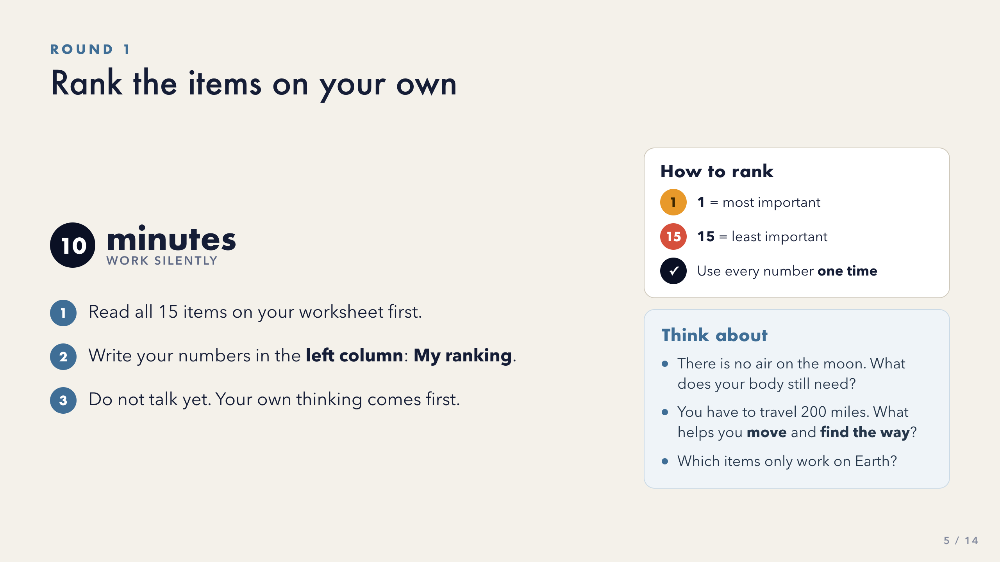 ROUND 1
Rank the items on your own
10 minutes
WORK SILENTLY
1 Read all 15 items on your worksheet first.
2 Write your numbers in the left column: My ranking.
3 Do not talk yet. Your own thinking comes first.
How to rank
1 1 = most important
15 15 = least important
✓ Use every number one time
Think about
• There is no air on the moon. What
does your body still need?
• You have to travel 200 miles. What
helps you move and find the way?
• Which items only work on Earth?
5 / 14